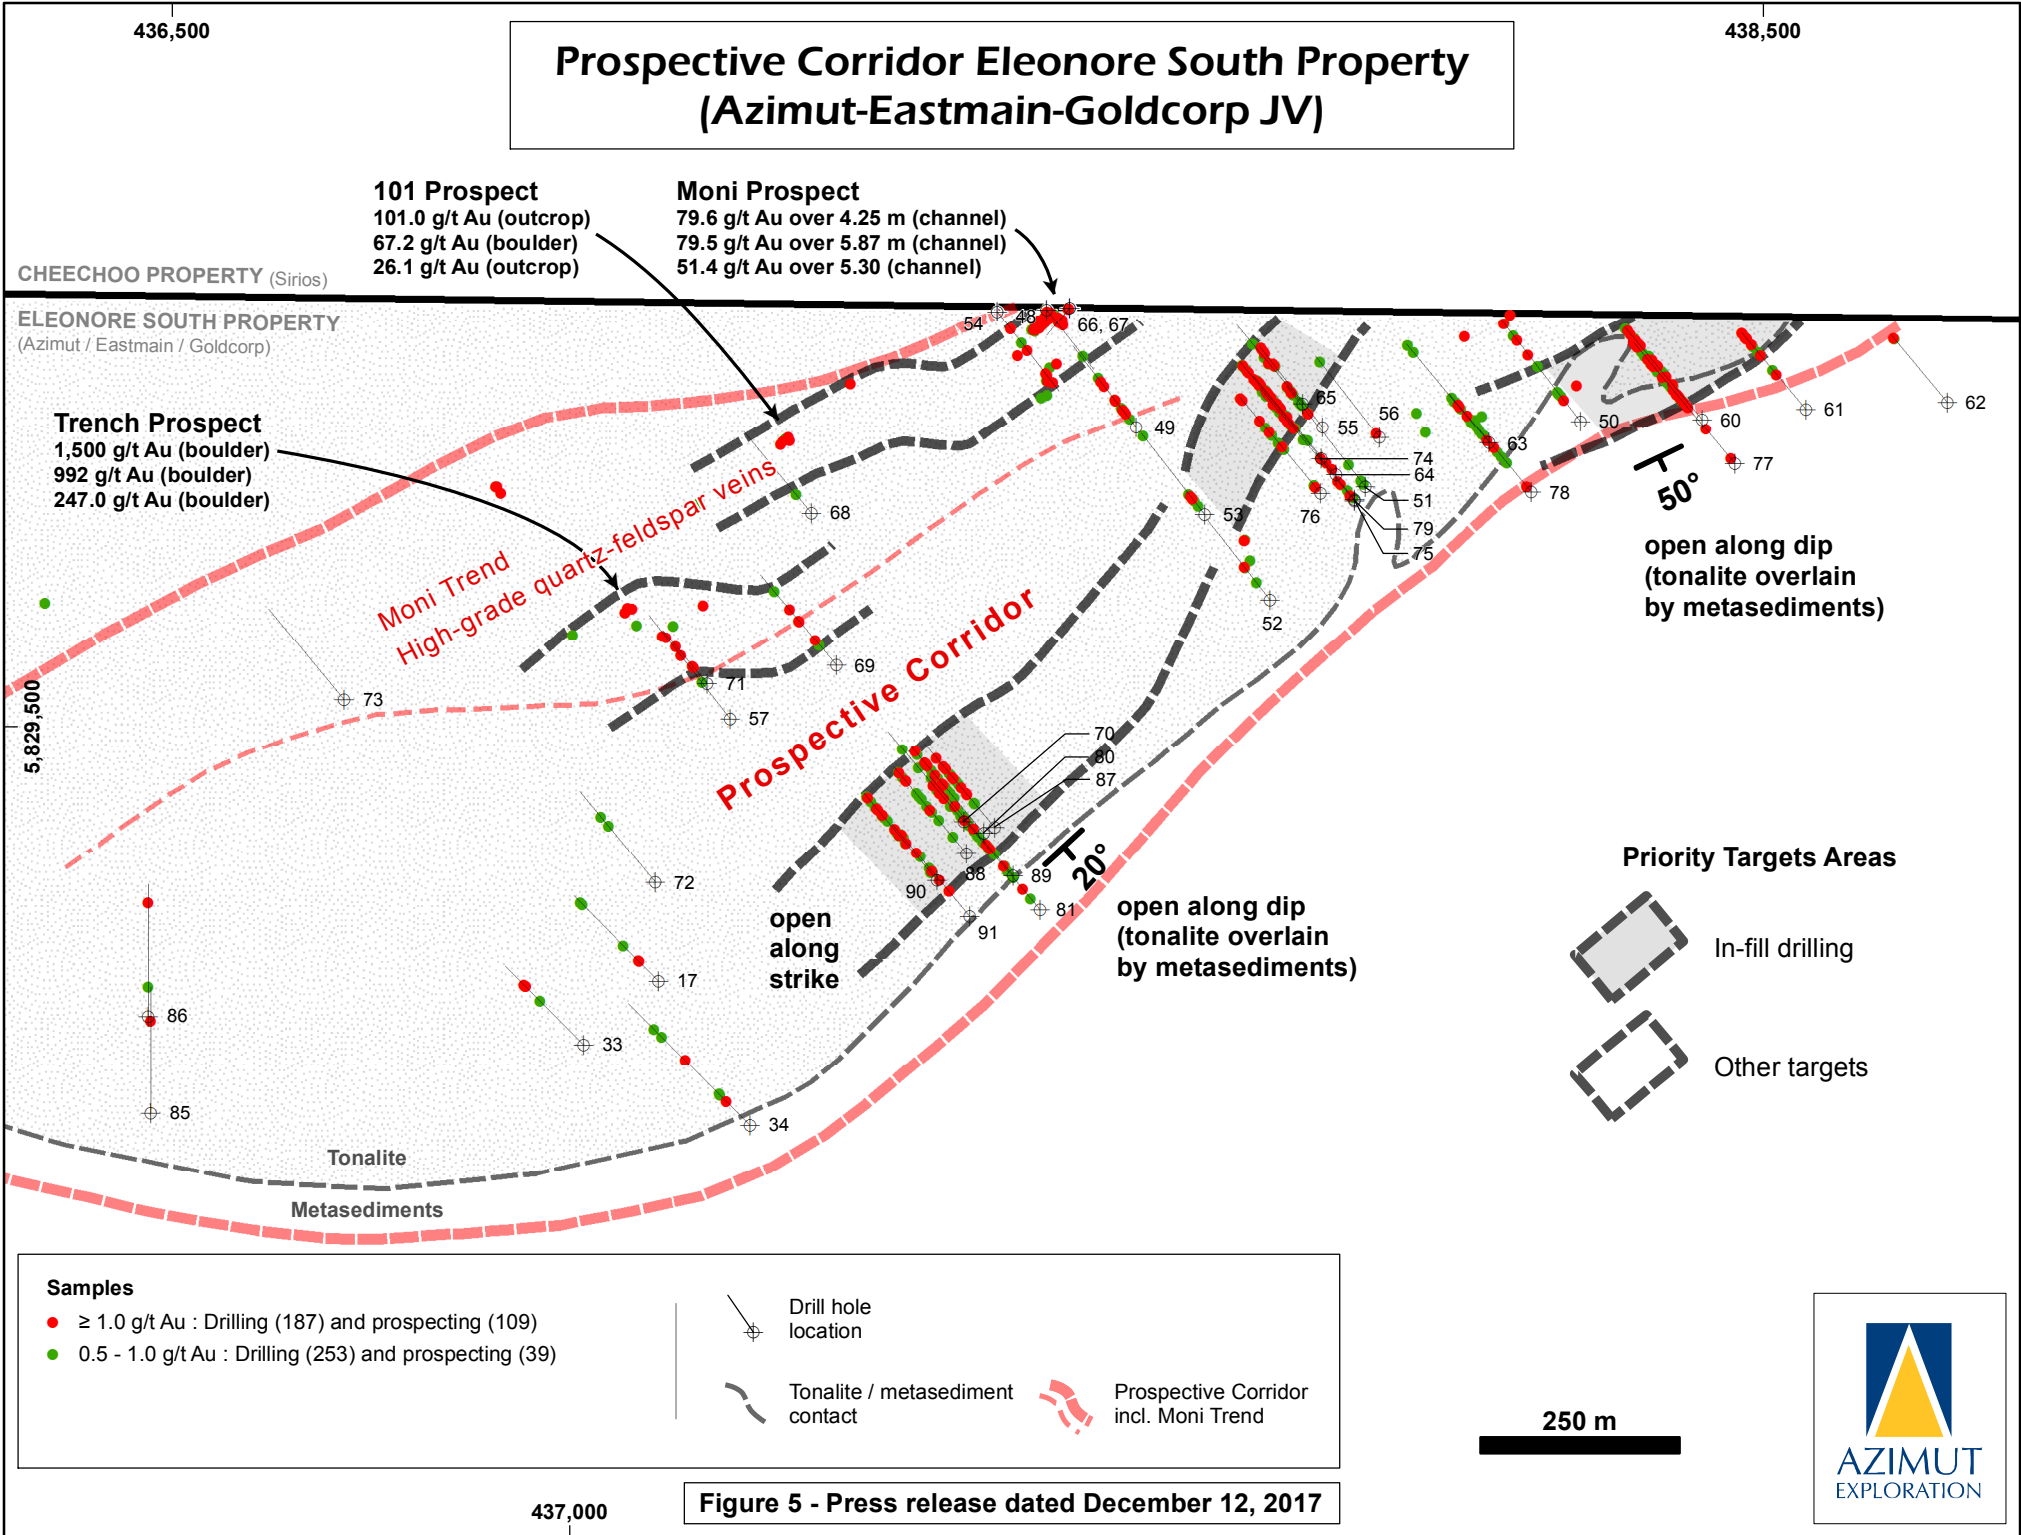 436,500
438,500
Prospective Corridor Eleonore South Property
(Azimut-Eastmain-Goldcorp JV)
101 Prospect
101.0 g/t Au (outcrop)
67.2 g/t Au (boulder)
26.1 g/t Au (outcrop)
Moni Prospect
79.6 g/t Au over 4.25 m (channel)
79.5 g/t Au over 5.87 m (channel)
51.4 g/t Au over 5.30 (channel)
CHEECHOO PROPERTY (Sirios)
ELEONORE SOUTH PROPERTY
(Azimut / Eastmain / Goldcorp)
Trench Prospect
1,500 g/t Au (boulder)
992 g/t Au (boulder)
247.0 g/t Au (boulder)
54
48
66, 67
49
65
55
56
74
64
51
79
75
76
63
78
50
60
61
62
77
50°
open along dip
(tonalite overlain
by metasediments)
68
53
52
Moni Trend
High-grade quartz-feldspar veins
Prospective Corridor
69
71
57
73
5,829,500
70
80
87
88
89
90
91
81
20°
open along dip
(tonalite overlain
by metasediments)
open
along
strike
72
17
33
34
86
85
Tonalite
Metasediments
Priority Targets Areas
In-fill drilling
Other targets
Samples
≥ 1.0 g/t Au : Drilling (187) and prospecting (109)
0.5 - 1.0 g/t Au : Drilling (253) and prospecting (39)
Drill hole
location
Tonalite / metasediment
contact
Prospective Corridor
incl. Moni Trend
250 m
AZIMUT
EXPLORATION
Figure 5 - Press release dated December 12, 2017
437,000